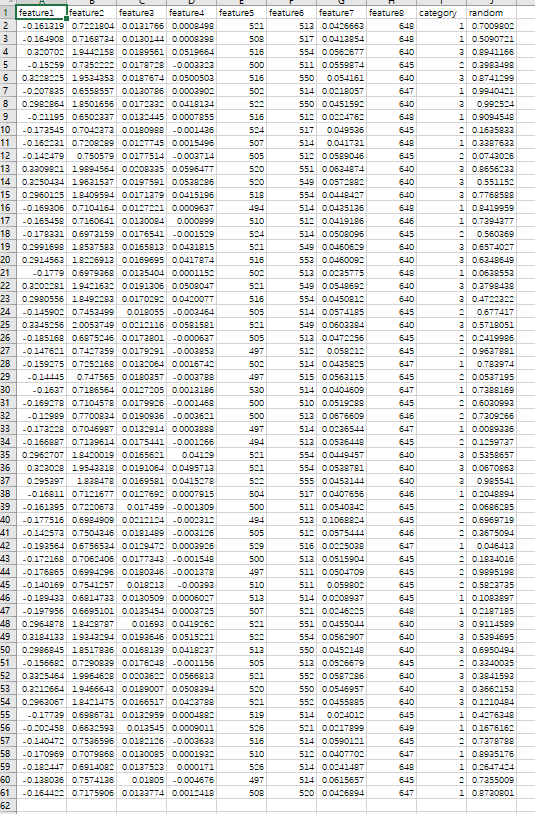 feature1 feature2 feature3 feature4 feature5 feature6 feature7 feature8 category random
2 -0.161319 0.7221804 0.0131766 0.0008498 521 513 0.0426663 648 1 0.7009802
3 -0.164908 0.7168734 0.0130144 0.0008398 508 517 0.0413854 648 1 0.5090721
4 0.320702 1.9442158 0.0189561 0.0519664 516 554 0.0562677 640 3 0.8941166
5 -0.15259 0.7352222 0.0178728 -0.003323 500 511 0.0559874 645 2 0.3983498
6 0.3228225 1.9534353 0.0187674 0.0500503 516 550 0.054161 640 3 0.8741299
7 -0.207835 0.6558557 0.0130786 0.0003902 502 514 0.0218057 647 1 0.9940421
8 0.2982864 1.8501656 0.0172332 0.0418134 522 550 0.0451592 640 3 0.992524
9 -0.21195 0.6502337 0.0132445 0.0007855 516 512 0.0224762 648 1 0.9094548
10 -0.173545 0.7042373 0.0180988 -0.001436 524 517 0.049536 645 2 0.1635833
11 -0.162231 0.7208289 0.0127745 0.0015496 507 514 0.041731 648 1 0.3387633
12 -0.142479 0.750579 0.0177514 -0.003714 505 512 0.0589046 645 2 0.0743026
13 0.3309821 1.9894564 0.0208335 0.0596477 520 551 0.0634874 640 3 0.8656233
14 0.3250434 1.9631537 0.0197591 0.0538286 520 549 0.0572882 640 3 0.551152
15 0.2960125 1.8409594 0.0171379 0.0415196 518 554 0.0448427 640 3 0.7768588
16 -0.169306 0.7104164 0.0127221 0.0009637 494 514 0.0435136 648 1 0.8419959
17 -0.165458 0.7160641 0.0130084 0.000899 510 512 0.0419186 646 1 0.7394377
18 -0.178331 0.6973159 0.0176541 -0.001529 524 514 0.0508096 645 2 0.560369
19 0.2991698 1.8537583 0.0165813 0.0431815 521 549 0.0460629 640 3 0.6574027
20 0.2914563 1.8226913 0.0169695 0.0417874 516 553 0.0460092 640 3 0.6348649
21 -0.1779 0.6979368 0.0135404 0.0001152 502 513 0.0235775 648 1 0.0638553
22 0.3202281 1.9421632 0.0191306 0.0508047 521 549 0.0548692 640 3 0.3798438
23 0.2980556 1.8492283 0.0170292 0.0420077 516 554 0.0450812 640 3 0.4722322
24 -0.145902 0.7453499 0.018055 -0.003464 505 514 0.0574185 645 2 0.677417
25 0.3345256 2.0053749 0.0212116 0.0581581 521 549 0.0603384 640 3 0.5718051
26 -0.185168 0.6875246 0.0173801 -0.000637 505 513 0.0472256 645 2 0.2419986
27 -0.147621 0.7427359 0.0179291 -0.003853 497 512 0.058212 645 2 0.9637881
28 -0.159275 0.7252168 0.0132064 0.0016742 502 514 0.0435825 647 1 0.783974
29 -0.14445 0.747565 0.0180357 -0.003788 497 515 0.0563115 645 2 0.0537195
30 -0.1637 0.7186564 0.0127205 0.0013186 530 514 0.0404609 647 1 0.7388169
31 -0.169278 0.7104578 0.0179926 -0.001468 500 510 0.0519288 645 2 0.6030993
32 -0.12989 0.7700834 0.0190936 -0.003621 500 513 0.0676609 646 2 0.7309266
33 -0.173228 0.7046987 0.0132914 0.0003888 497 514 0.0236544 647 1 0.0089336
34 -0.166887 0.7139614 0.0175441 -0.001266 494 513 0.0536448 645 2 0.1259737
35 0.2962707 1.8420019 0.0165621 0.04129 521 554 0.0449457 640 3 0.5358657
36 0.323028 1.9543318 0.0191064 0.0495713 521 554 0.0538781 640 3 0.0670863
37 0.295397 1.838478 0.0169581 0.0415278 522 555 0.0453144 640 3 0.985541
38 -0.16811 0.7121677 0.0127692 0.0007915 504 517 0.0407656 646 1 0.2048894
39 -0.161395 0.7220673 0.017459 -0.001309 500 511 0.0540342 645 2 0.0686285
40 -0.177516 0.6984909 0.0212124 -0.002312 494 513 0.1068824 645 2 0.6969719
41 -0.142573 0.7504346 0.0181489 -0.003126 505 512 0.0575444 646 2 0.3675094
42 -0.193564 0.6756534 0.0129472 0.0003926 529 516 0.0225038 647 1 0.046413
43 -0.172168 0.7062406 0.0177343 -0.001548 500 513 0.0515904 645 2 0.1834016
44 -0.176865 0.6994296 0.0180346 -0.001378 497 511 0.0504709 645 2 0.9895198
45 -0.140169 0.7541257 0.018213 -0.00393 510 511 0.059802 645 2 0.5823735
46 -0.189433 0.6814733 0.0130509 0.0006027 513 514 0.0208937 645 1 0.1083897
47 -0.197956 0.6695101 0.0135454 0.0003725 507 521 0.0246225 648 1 0.2187185
48 0.2964878 1.8428787 0.01693 0.0419262 521 551 0.0455044 640 3 0.9114589
49 0.3184133 1.9343294 0.0193646 0.0515221 522 554 0.0562907 640 3 0.5394695
50 0.2986845 1.8517836 0.0168139 0.0418237 513 550 0.0452148 640 3 0.6950494
51 -0.156682 0.7290839 0.0176248 -0.001156 505 513 0.0526679 645 2 0.3340035
52 0.3325464 1.9964628 0.0203622 0.0566813 521 552 0.0587286 640 3 0.3841593
53 0.3212664 1.9466643 0.0189007 0.0508394 520 550 0.0546957 640 3 0.3662153
54 0.2963067 1.8421475 0.0166517 0.0423788 521 552 0.0455885 640 3 0.1210484
55 -0.17739 0.6986731 0.0132959 0.0004882 519 514 0.024012 645 1 0.4276348
56 -0.202458 0.6632593 0.013545 0.0009011 526 521 0.0217899 649 1 0.1676162
57 -0.140472 0.7536596 0.0182126 -0.003633 516 514 0.0590121 645 2 0.7378788
58 -0.170969 0.7079868 0.0130085 0.0001932 510 512 0.0407702 647 1 0.8935176
59 -0.182447 0.6914082 0.0137523 0.000171 526 514 0.0241487 648 1 0.2647424
60 -0.138036 0.7574136 0.01805 -0.004676 497 514 0.0615657 645 2 0.7355009
61 -0.164422 0.7175906 0.0133774 0.0012418 508 520 0.0426894 647 1 0.8730801
62